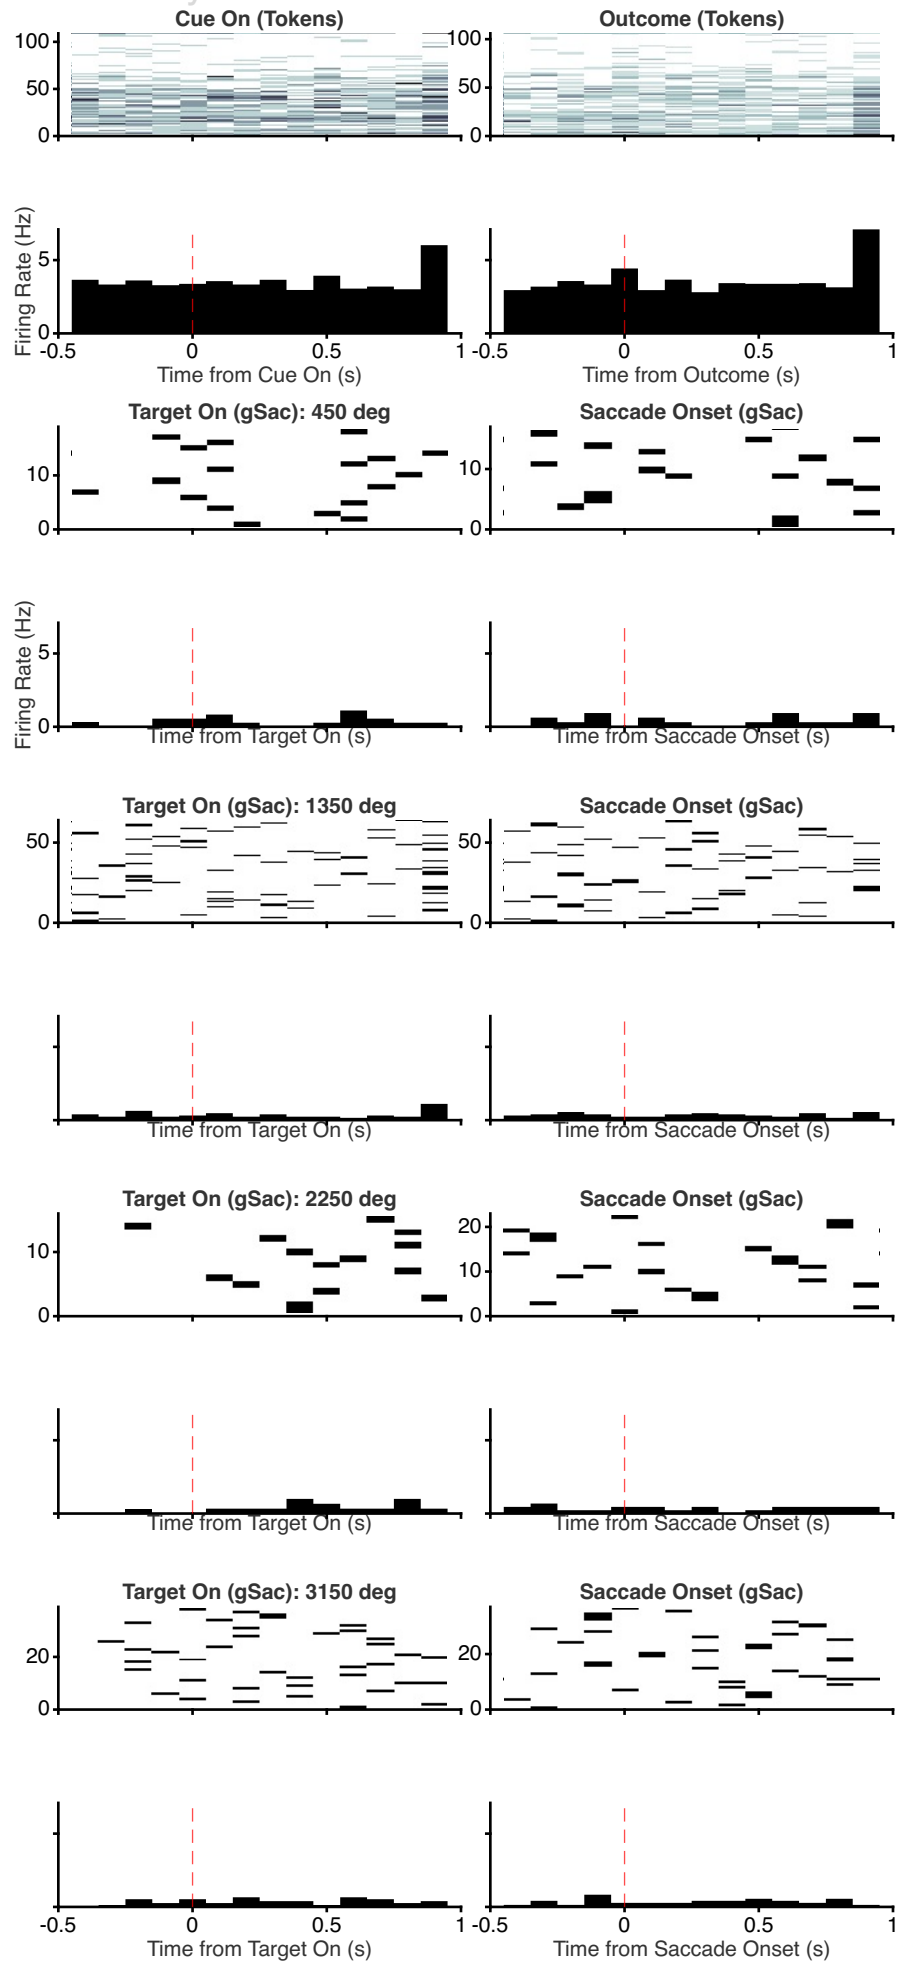 Cue On (Tokens) Outcome (Tokens)
100 100
50 50
0 0
Firing Rate (Hz)
5
0
-0.5 0 0.5 1 -0.5 0 0.5 1
Time from Cue On (s) Time from Outcome (s)
Target On (gSac): 450 deg Saccade Onset (gSac)
10 10
0 0
Firing Rate (Hz)
5
0
Time from Target On (s) Time from Saccade Onset (s)
Target On (gSac): 1350 deg Saccade Onset (gSac)
50 50
0 0
Time from Target On (s) Time from Saccade Onset (s)
Target On (gSac): 2250 deg Saccade Onset (gSac)
20
10 10
0 0
Time from Target On (s) Time from Saccade Onset (s)
Target On (gSac): 3150 deg Saccade Onset (gSac)
20 20
0 0
-0.5 0 0.5 1 -0.5 0 0.5 1
Time from Target On (s) Time from Saccade Onset (s)